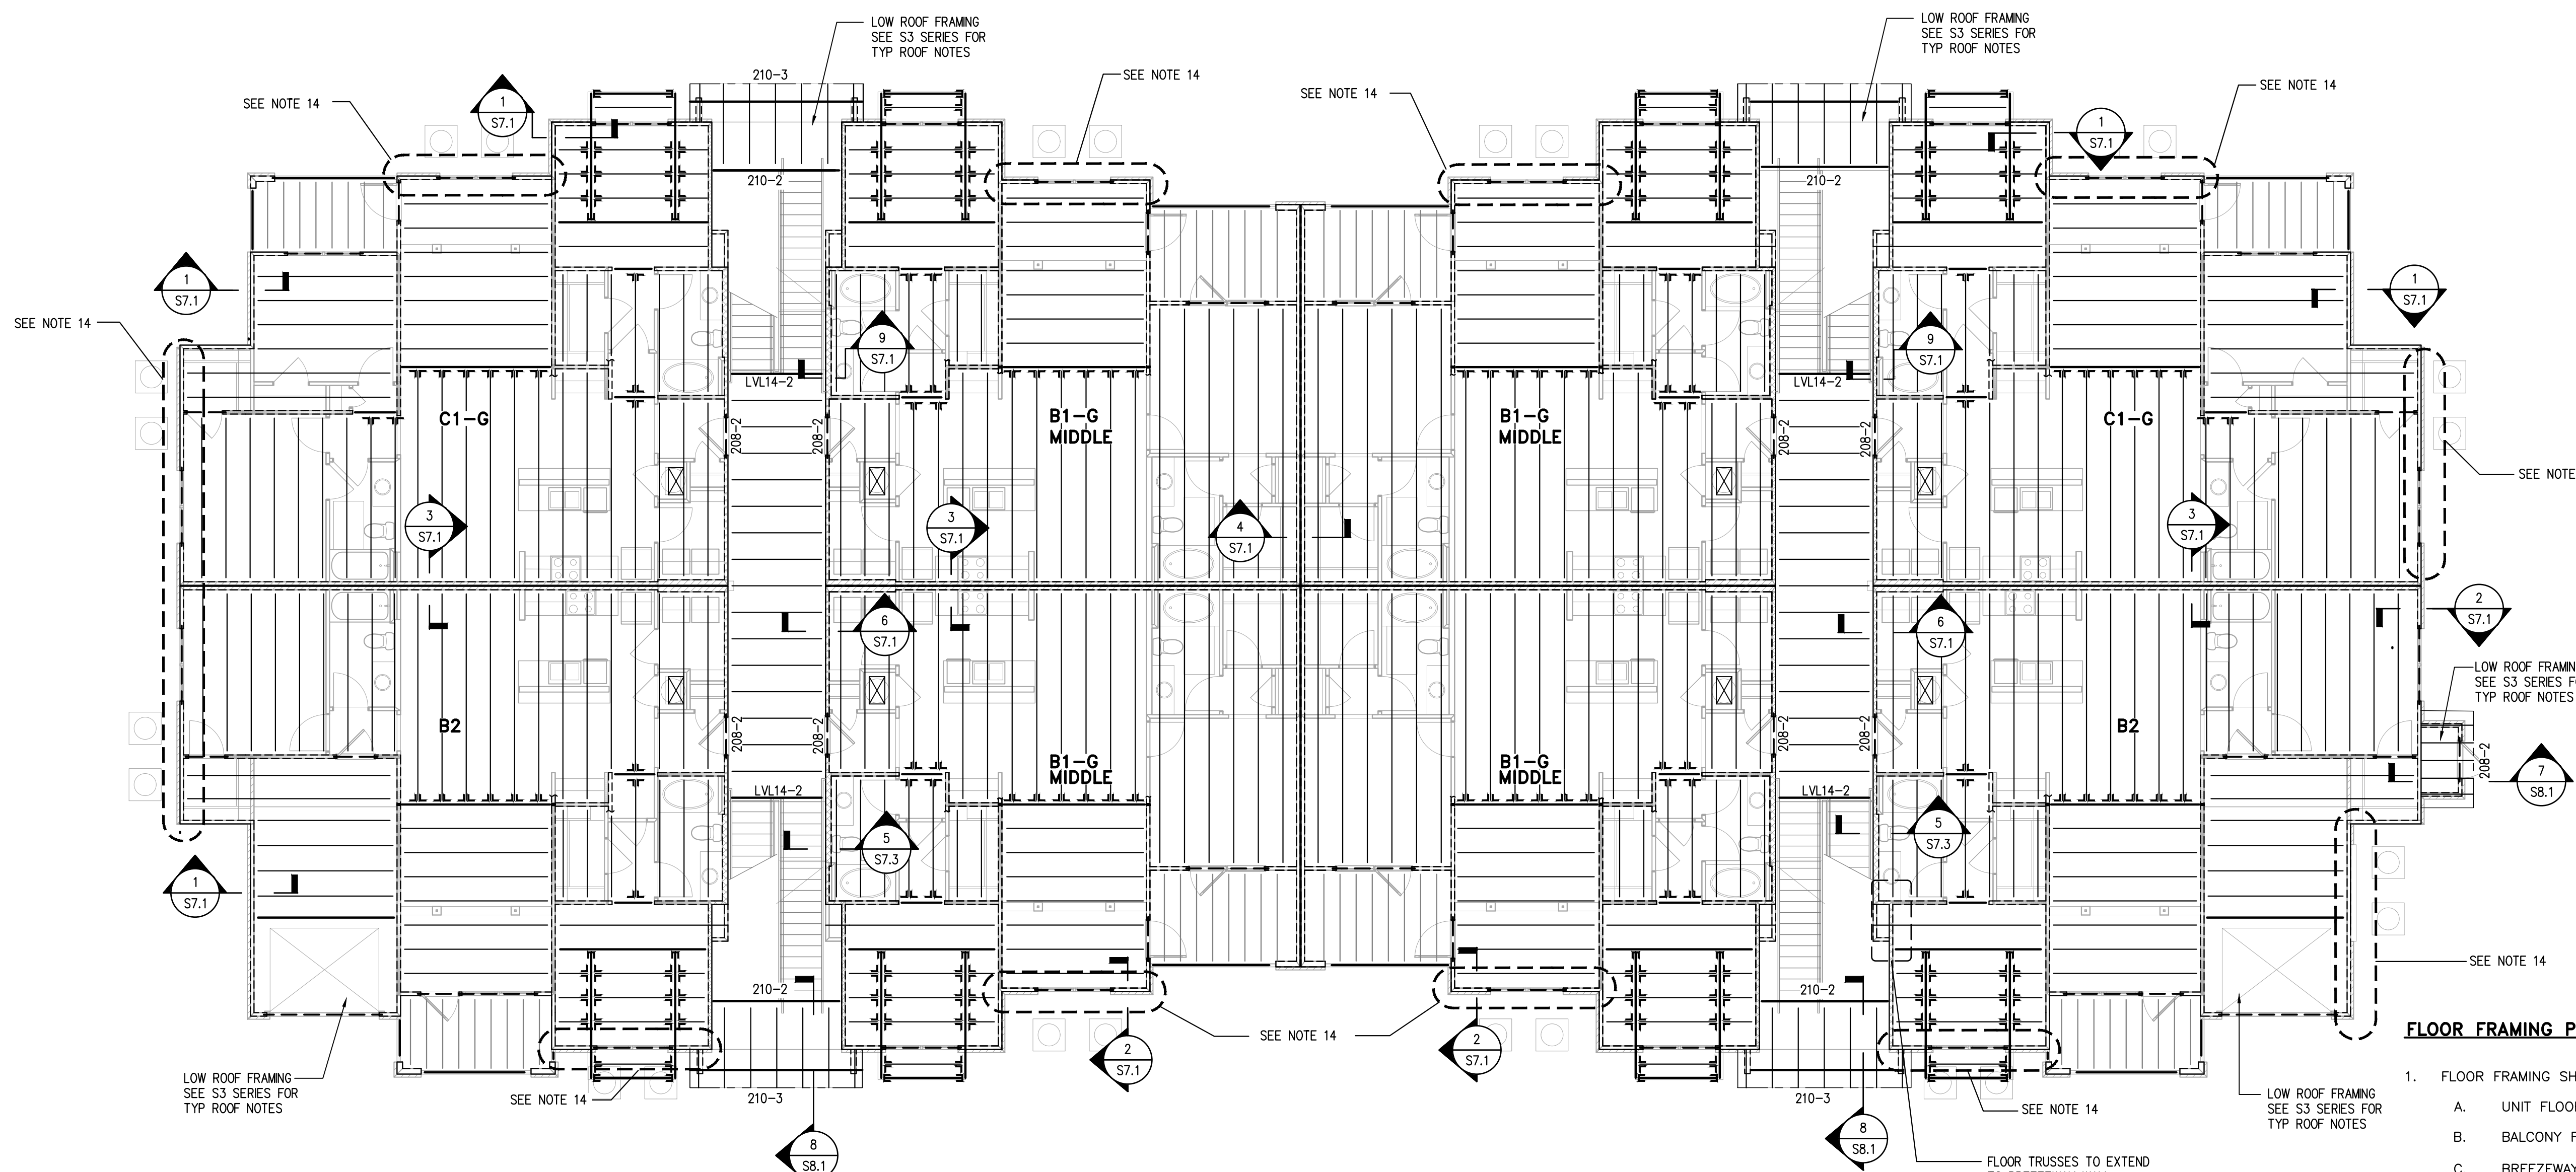 LOW ROOF FRAMING
SEE S3 SERIES FOR
TYP ROOF NOTES
LOW ROOF FRAMING
SEE S3 SERIES FOR
TYP ROOF NOTES
210-3
SEE NOTE 14
SEE NOTE 14
SEE NOTE 14
SEE NOTE 14
1
S7.1
1
S7.1
210-2
210-2
1
S7.1
1
S7.1
SEE NOTE 14
9
S7.1
9
S7.1
LVL14-2
LVL14-2
C1-G
B1-G
MIDDLE
B1-G
MIDDLE
C1-G
208-2
208-2
208-2
208-2
SEE NOTE
3
S7.1
3
S7.1
4
S7.1
3
S7.1
6
S7.1
6
S7.1
2
S7.1
LOW ROOF FRAMIN
SEE S3 SERIES F
TYP ROOF NOTES
B2
B2
208-2
208-2
208-2
208-2
208-2
B1-G
MIDDLE
B1-G
MIDDLE
7
S8.1
LVL14-2
LVL14-2
5
S7.3
5
S7.3
1
S7.1
SEE NOTE 14
210-2
210-2
SEE NOTE 14
2
S7.1
2
S7.1
LOW ROOF FRAMING
SEE S3 SERIES FOR
TYP ROOF NOTES
SEE NOTE 14
210-3
210-3
SEE NOTE 14
LOW ROOF FRAMING
SEE S3 SERIES FOR
TYP ROOF NOTES
8
S8.1
8
S8.1
FLOOR TRUSSES TO EXTEND
FLOOR FRAMING P
1. FLOOR FRAMING SH
A. UNIT FLOO
B. BALCONY F
C BREEZEWA